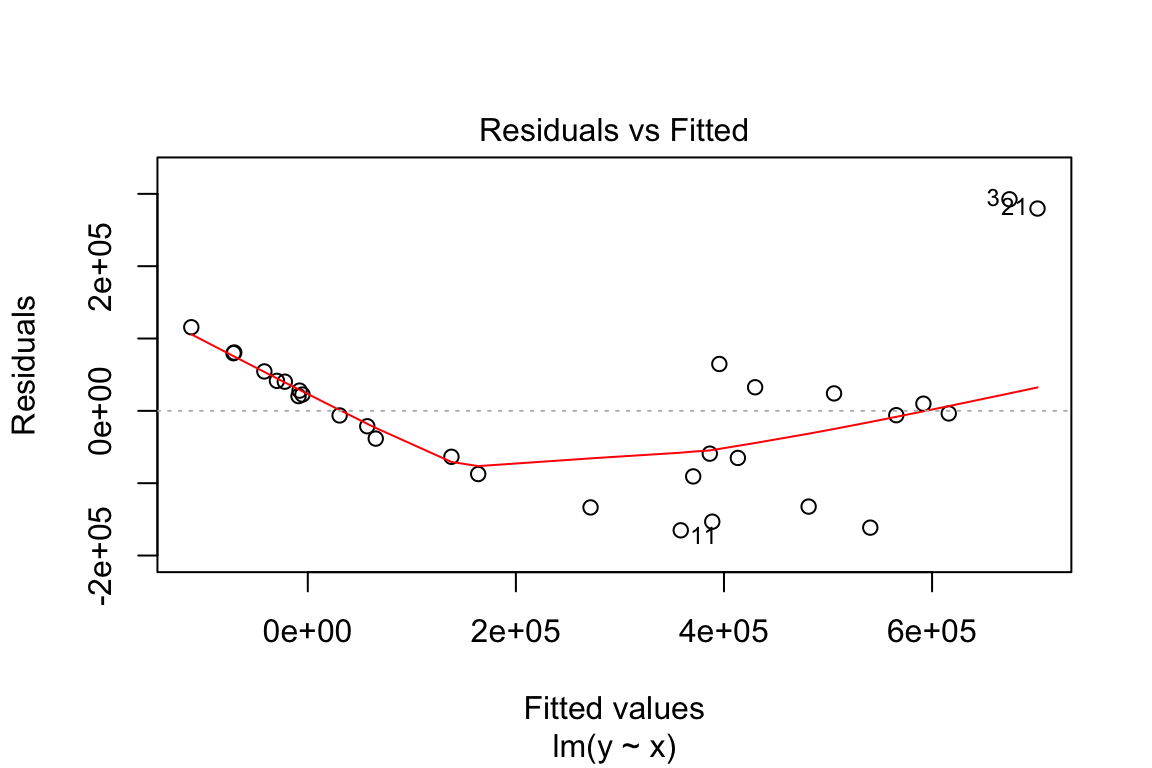 Residuals vs Fitted
Residuals
2e+05
0e+00
-2e+05
3
21
11
0e+00 2e+05 4e+05 6e+05
Fitted values
lm(y ~ x)